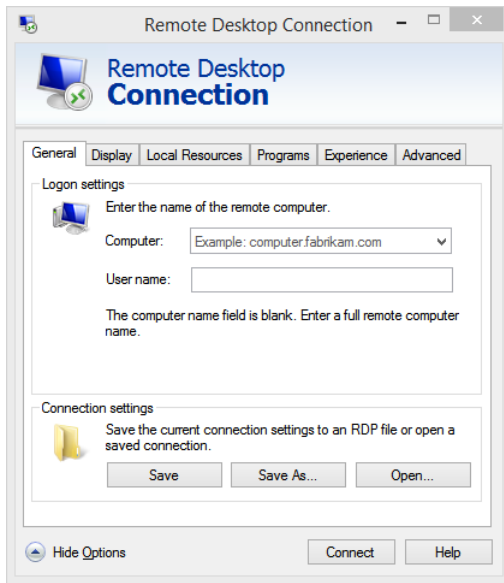 Remote Desktop Connection
Remote Desktop
Connection
General Display Local Resources Programs Experience Advanced
Logon settings
Enter the name of the remote computer.
Computer: Example: computer.fabrikam.com
User name:
The computer name field is blank. Enter a full remote computer
name.
Connection settings
Save the current connection settings to an RDP file or open a
saved connection.
Save Save As... Open...
Hide Options Connect Help